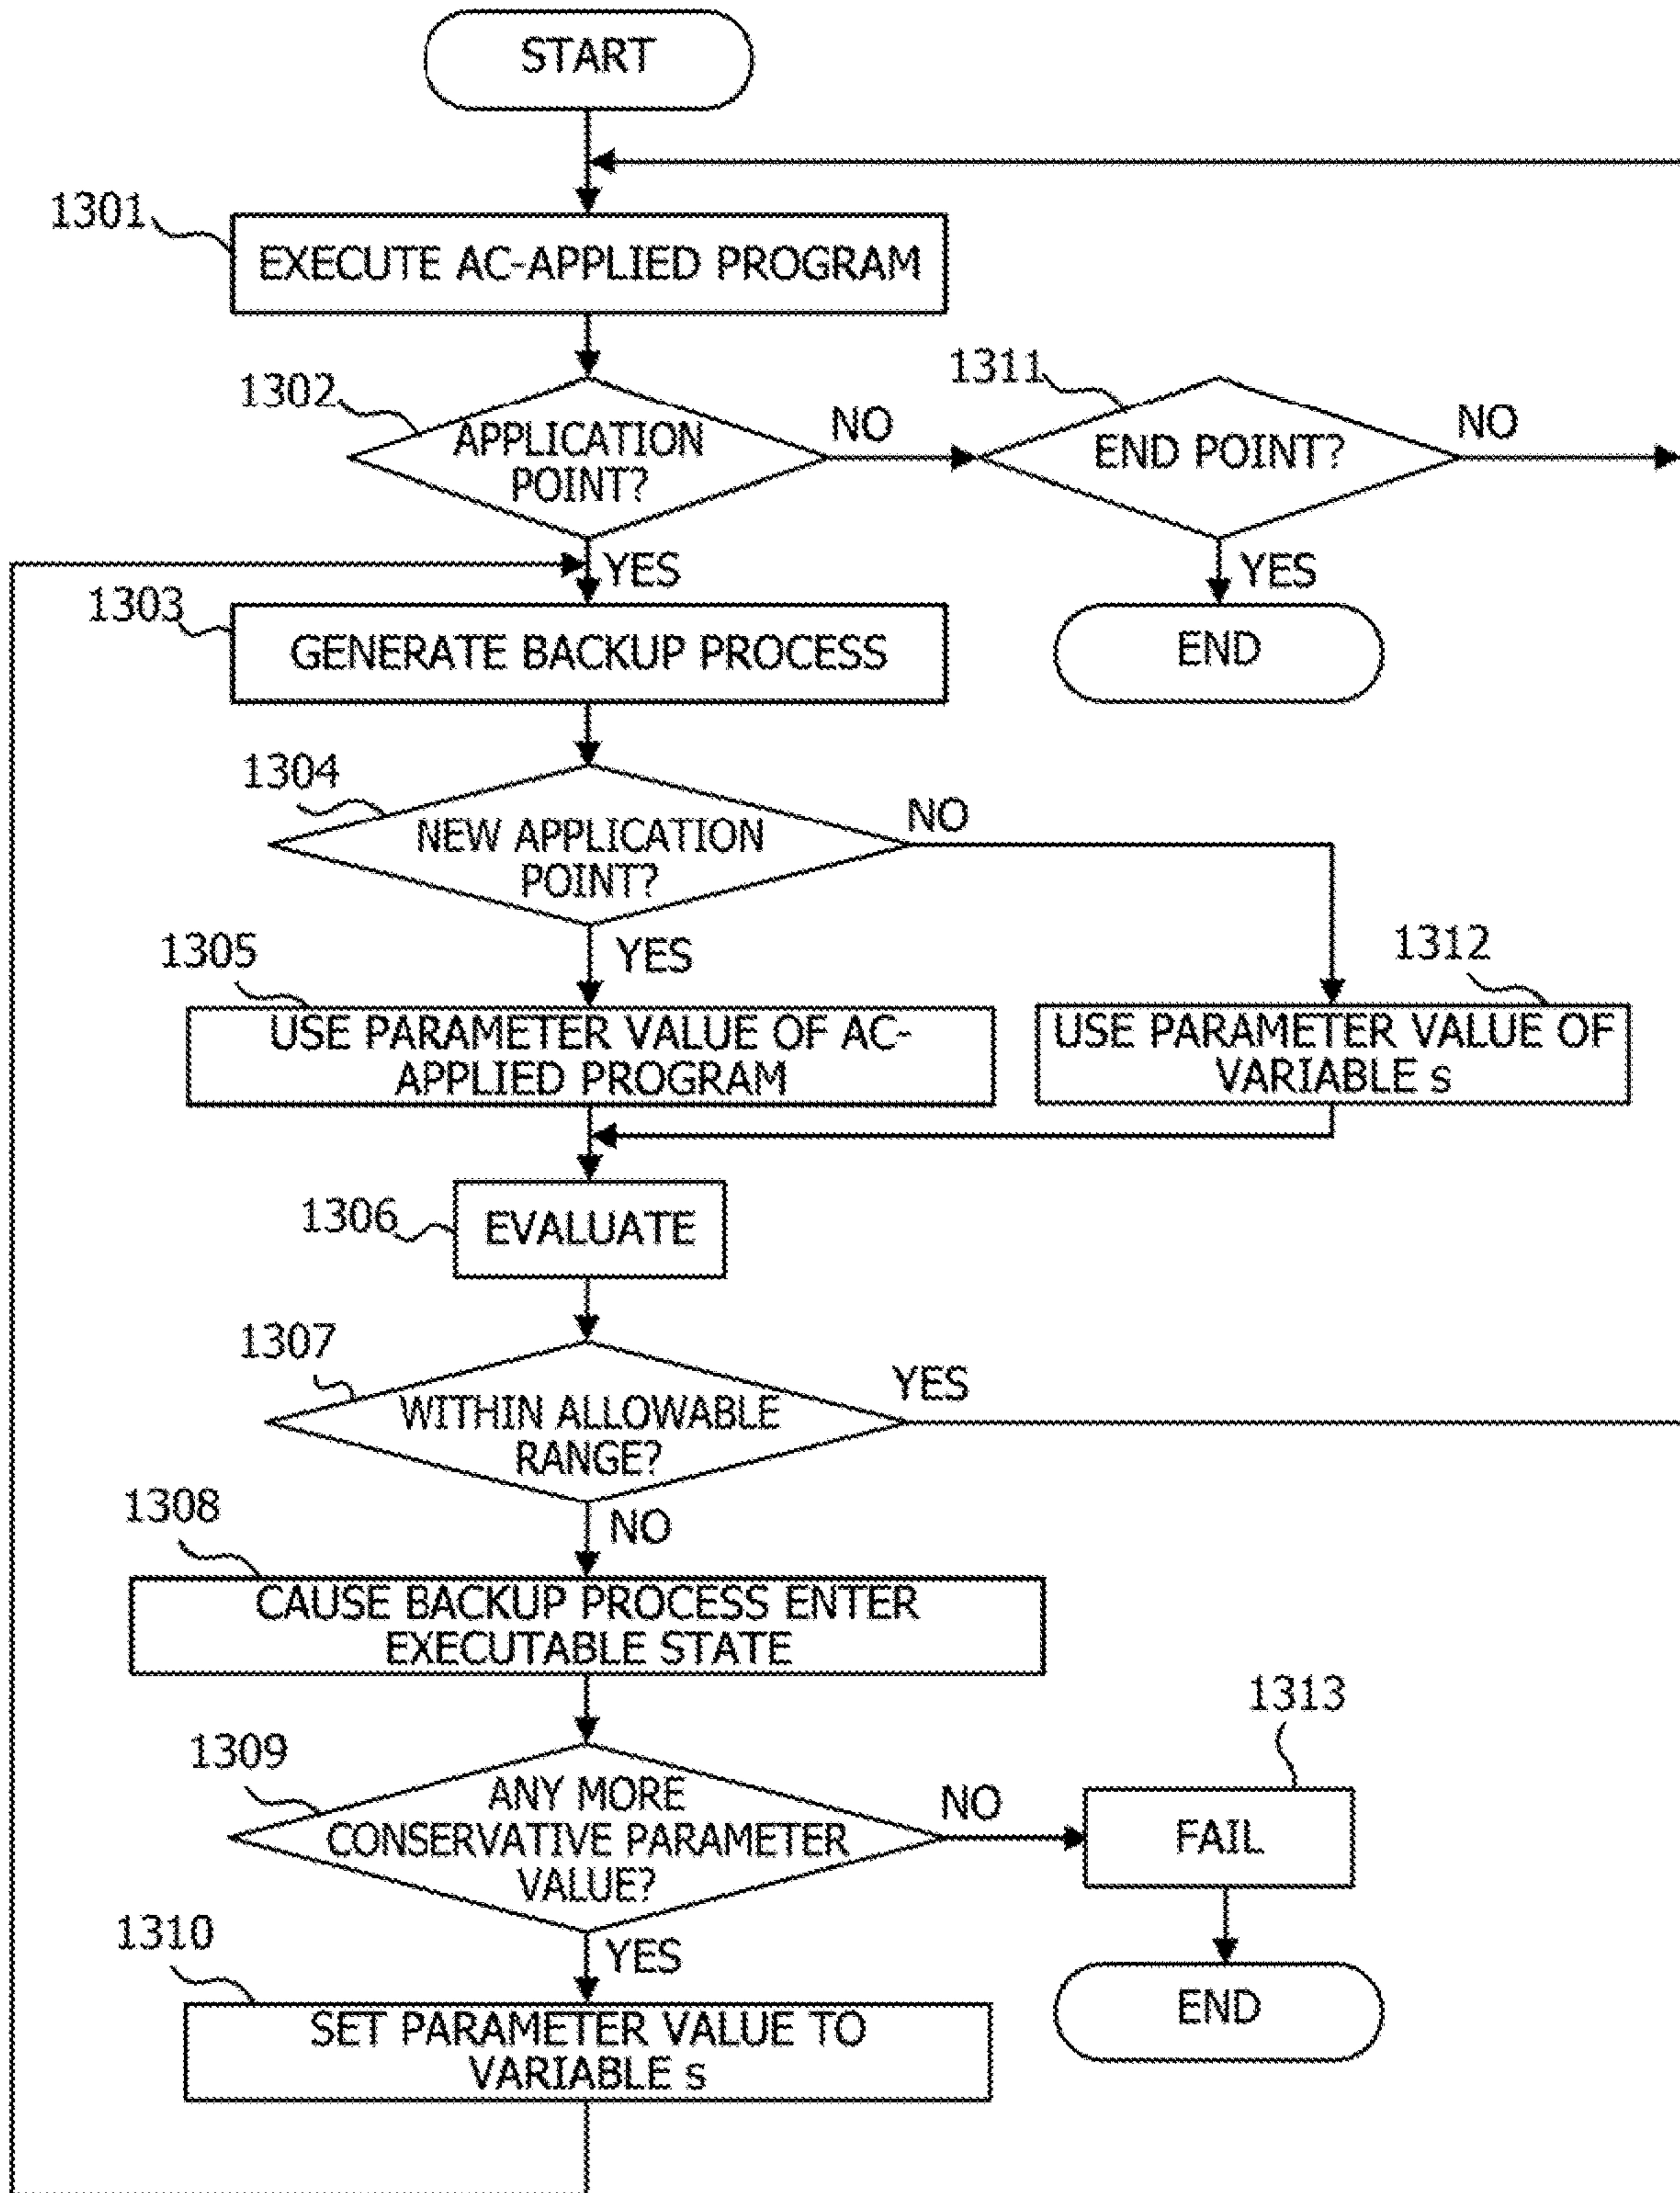 START
1301
EXECUTE AC-APPLIED PROGRAM
1302
APPLICATION
POINT?
NO
1311
END POINT?
NO
YES
YES
1303
GENERATE BACKUP PROCESS
END
1304
NEW APPLICATION
POINT?
NO
YES
1305
USE PARAMETER VALUE OF AC-
APPLIED PROGRAM
1312
USE PARAMETER VALUE OF
VARIABLE s
1306
EVALUATE
1307
WITHIN ALLOWABLE
RANGE?
YES
NO
1308
CAUSE BACKUP PROCESS ENTER
EXECUTABLE STATE
1309
ANY MORE
CONSERVATIVE PARAMETER
VALUE?
NO
1313
FAIL
YES
1310
SET PARAMETER VALUE TO
VARIABLE s
END